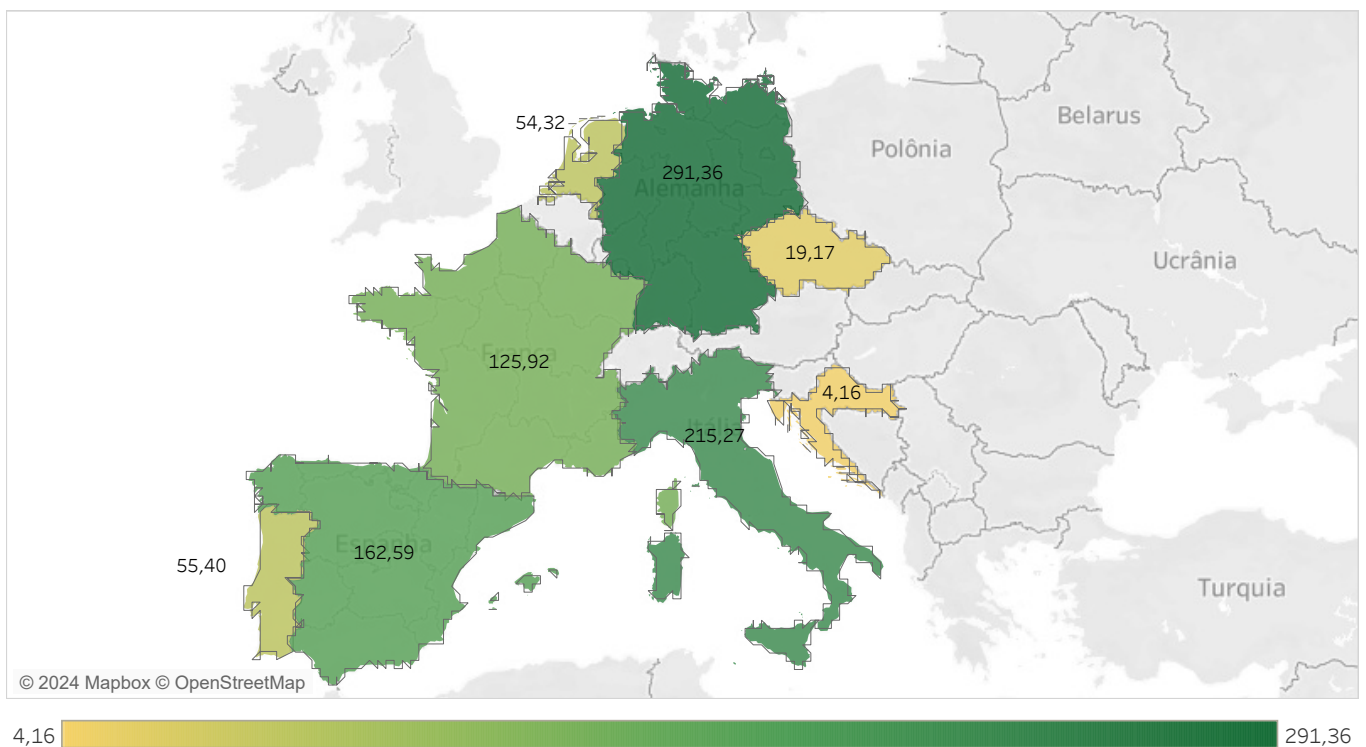 Belarus
54,32
Polônia
291,36
Alemanha
19,17
Ucrânia
França
125,92
4,16
Itália
215,27
Espanha
162,59
55,40
Turquia
© 2024 Mapbox © OpenStreetMap
4,16
291,36